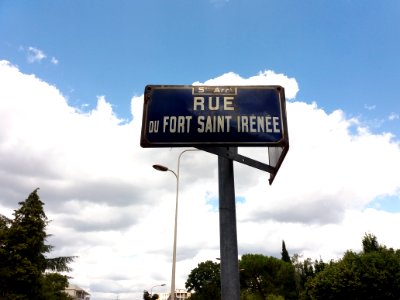 5e Arrt
RUE
DU FORT SAINT IRÉNÉE